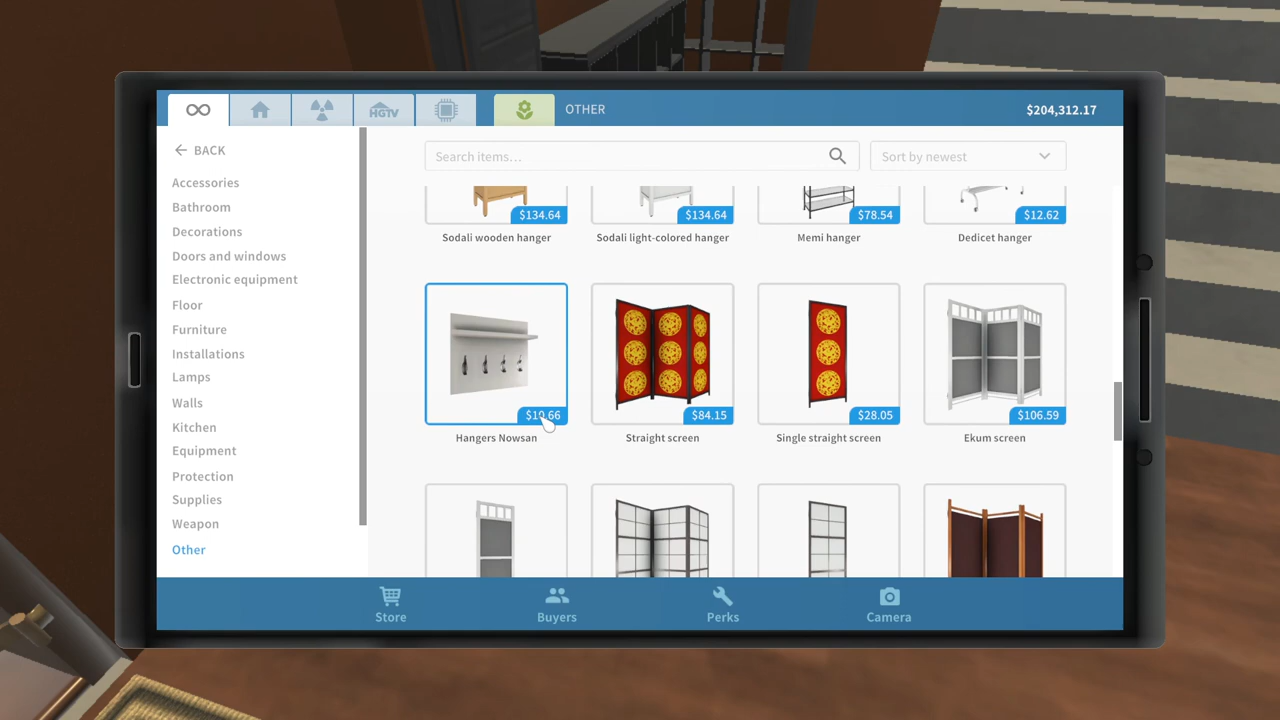 HGTV
OTHER
$204,312.17
BACK
Search items...
Sort by newest
Accessories
Bathroom
Decorations
Doors and windows
Electronic equipment
Floor
Furniture
Installations
Lamps
Walls
Kitchen
Equipment
Protection
Supplies
Weapon
Other
$134.64
$134.64
$78.54
$12.62
Sodali wooden hanger
Sodali light-colored hanger
Memi hanger
Dedicet hanger
$84.15
$28.05
$106.59
Hangers Nowsan
Straight screen
Single straight screen
Ekum screen
Store
Buyers
Perks
Camera